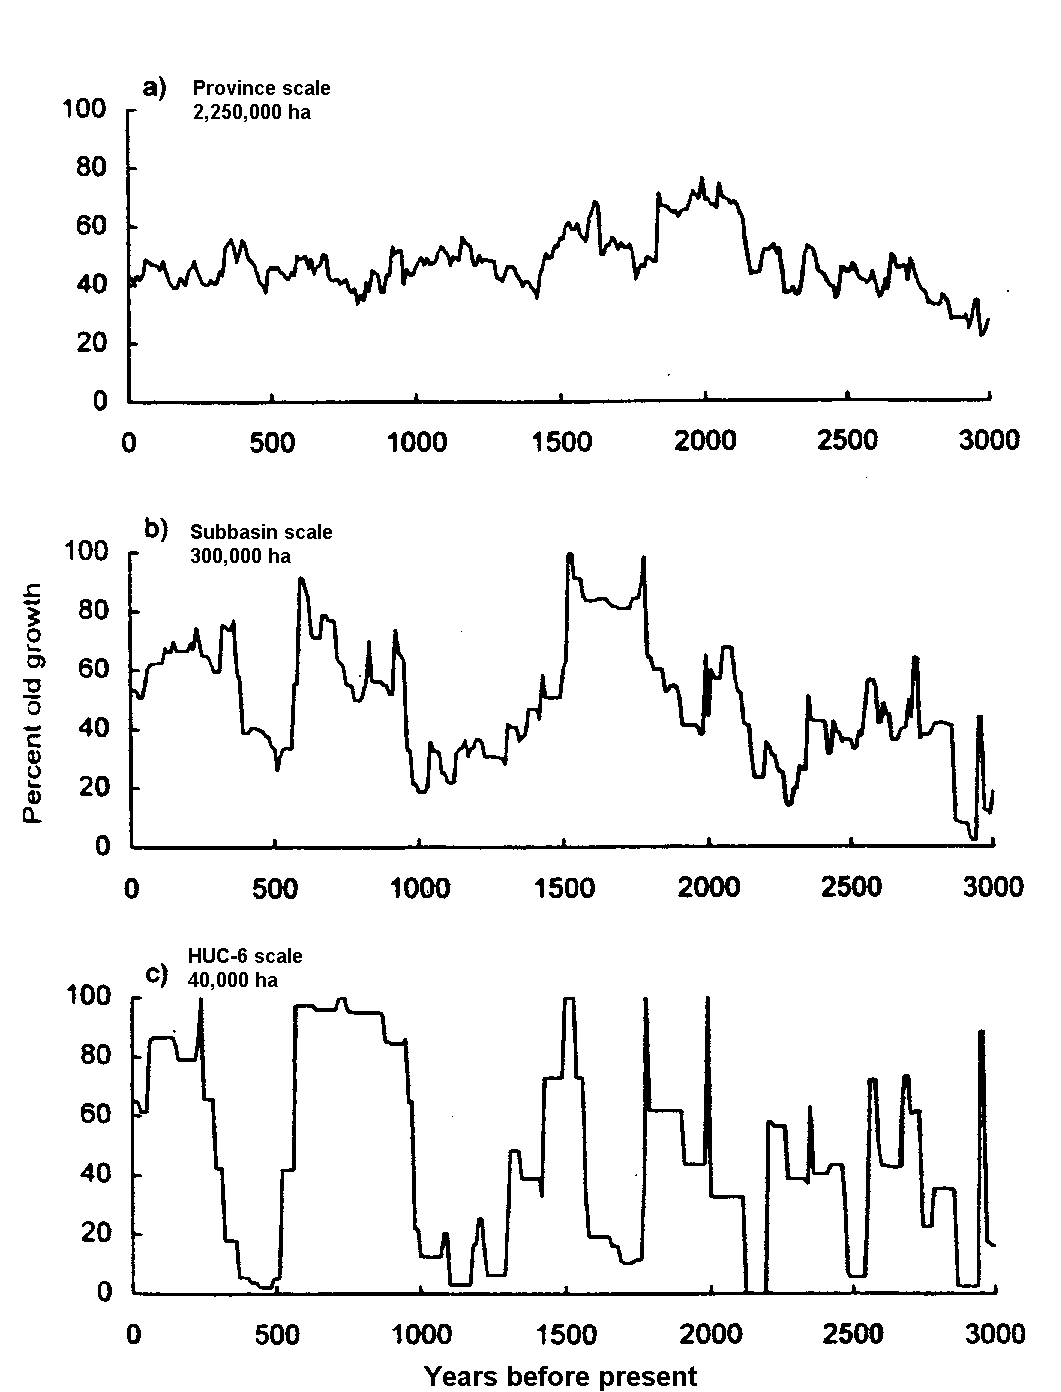 a) Province scale
2,250,000 ha
100
80
60
40
20
0
0 500 1000 1500 2000 2500 3000
b) Subbasin scale
300,000 ha
Percent old growth
100
80
60
40
20
0
0 500 1000 1500 2000 2500 3000
HUC-6 scale
c) 40,000 ha
100
80
60
40
20
0
0 500 1000 1500 2000 2500 3000
Years before present